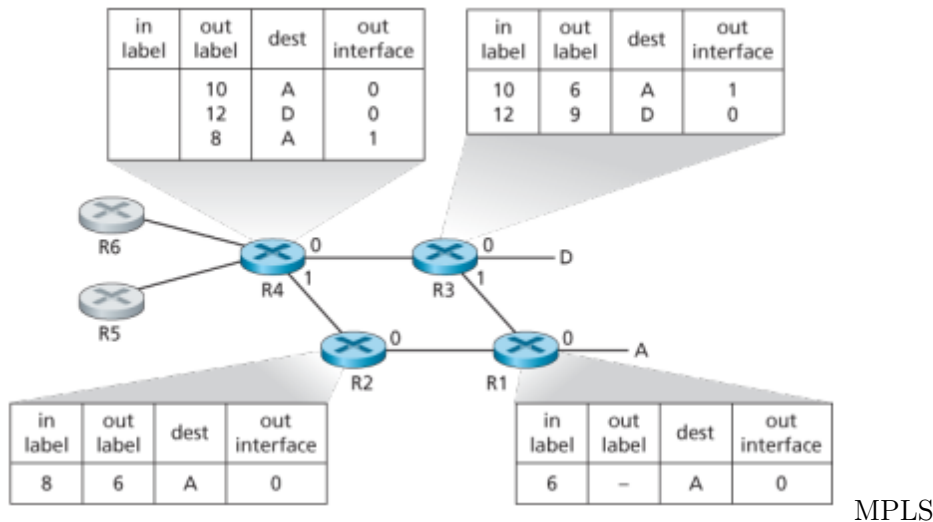 in label out label dest out interface
10 A 0
12 D 0
8 A 1
in label out label dest out interface
10 6 A 1
12 9 D 0
R6
R5
R4
0
1
R3
0
1
D
R2
0
R1
0
A
in label out label dest out interface
8 6 A 0
in label out label dest out interface
6 – A 0
MPLS